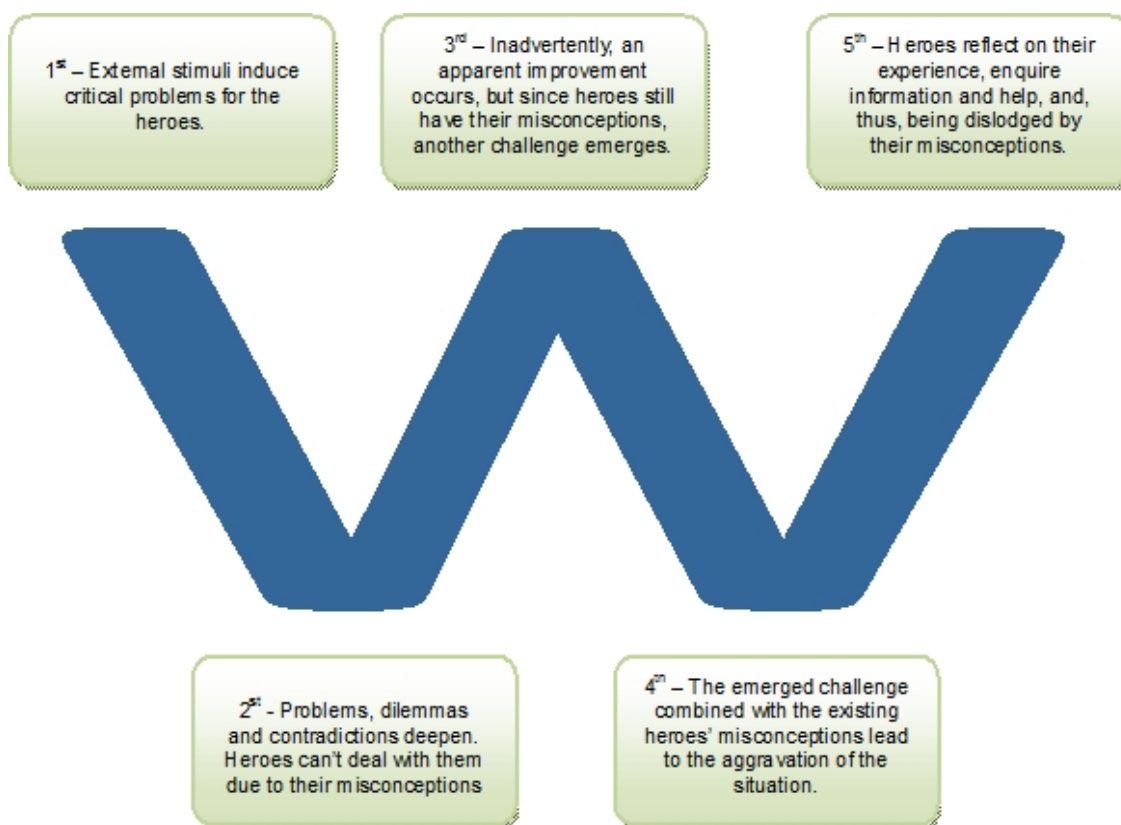 1st – External stimuli induce
critical problems for the
heroes.
2st - Problems, dilemmas
and contradictions deepen.
Heroes can't deal with them
due to their misconceptions
3rd – Inadvertently, an
apparent improvement
occurs, but since heroes still
have their misconceptions,
another challenge emerges.
4th – The emerged challenge
combined with the existing
heroes' misconceptions lead
to the aggravation of the
situation.
5th – Heroes reflect on their
experience, enquire
information and help, and,
thus, being dislodged by
their misconceptions.